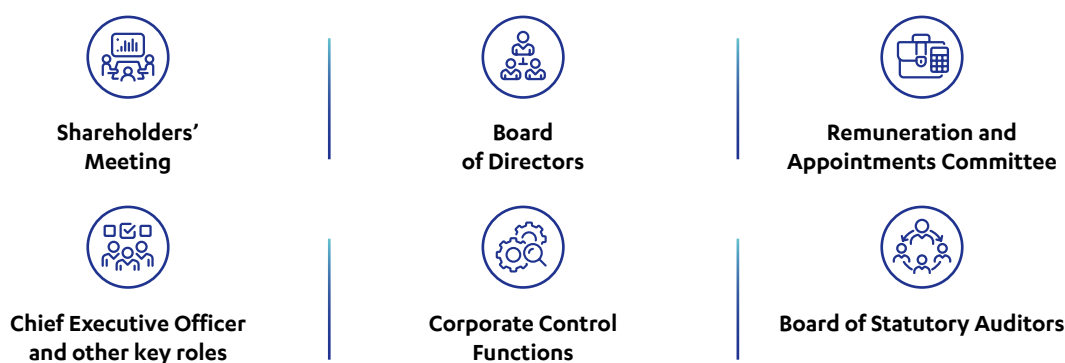 Shareholders’
Meeting
Board
of Directors
Remuneration and
Appointments Committee
Chief Executive Officer
and other key roles
Corporate Control
Functions
Board of Statutory Auditors